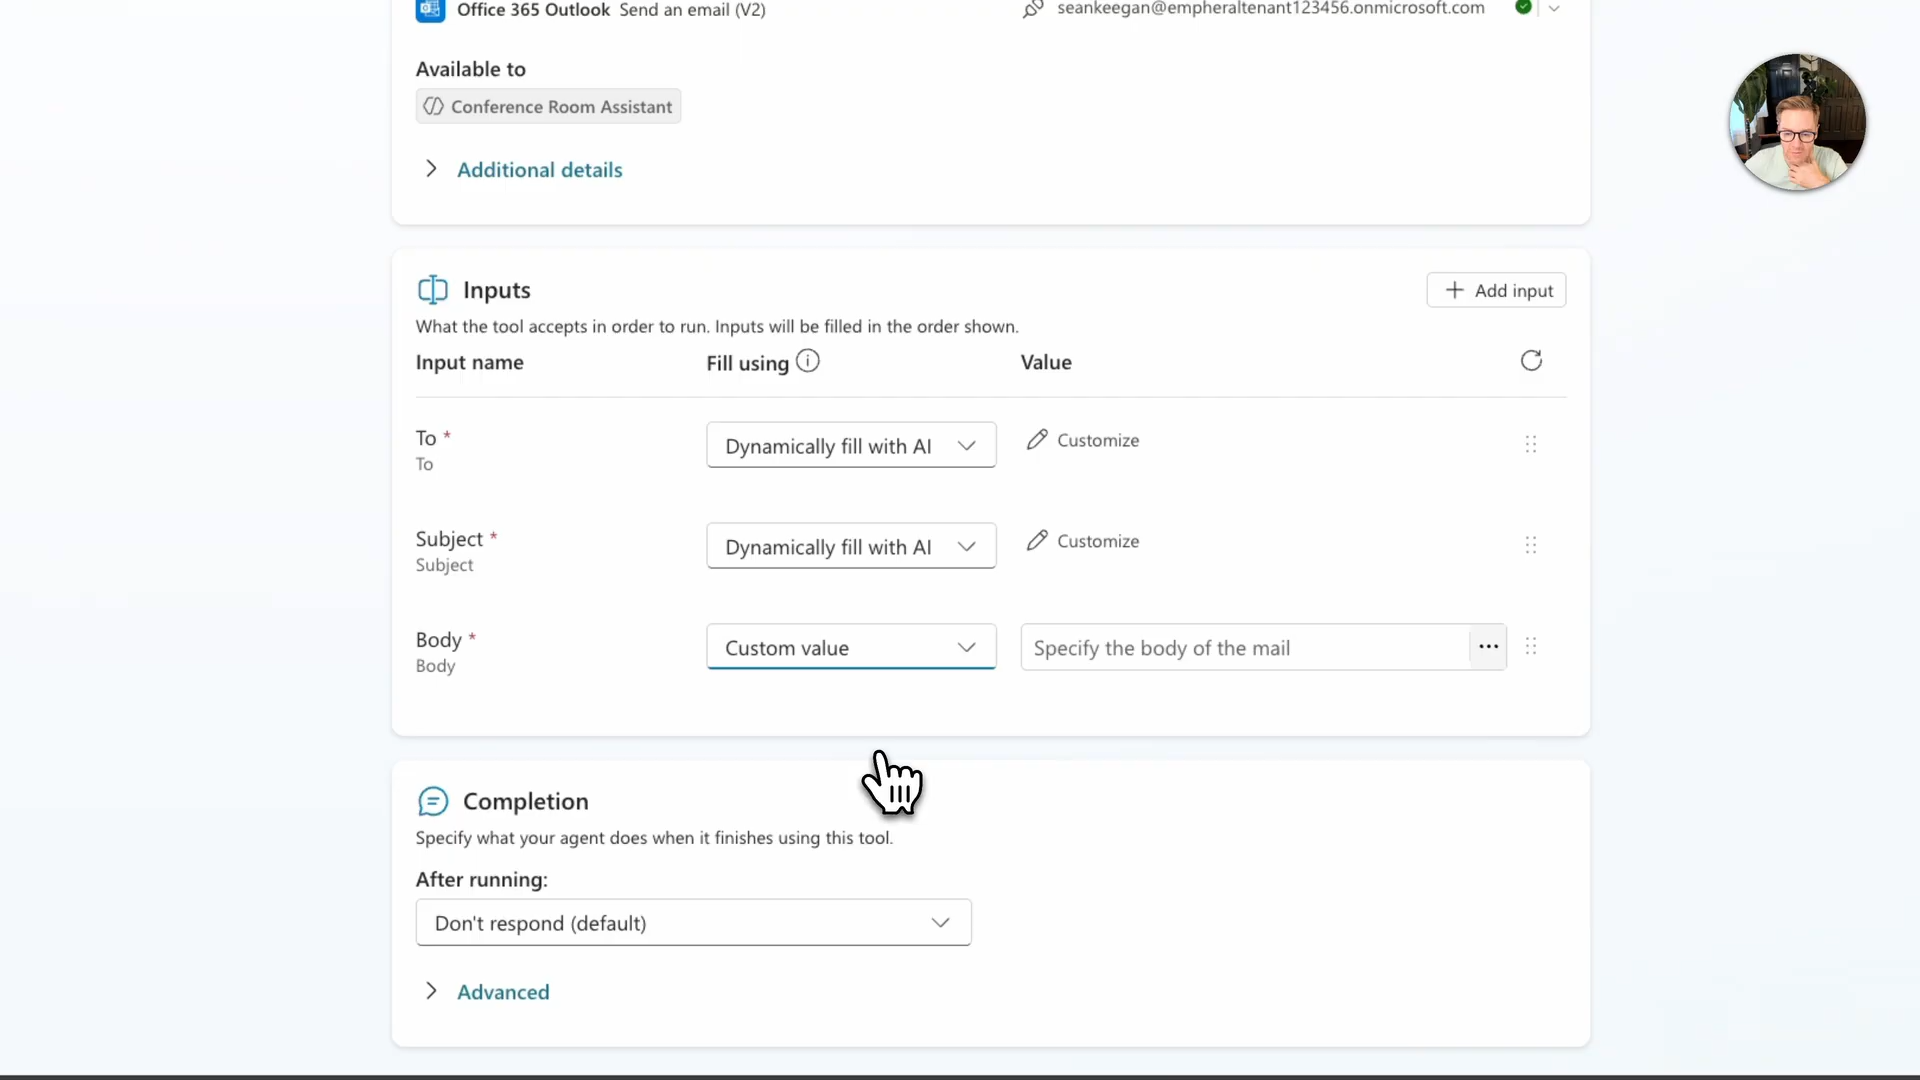 Office 365 Outlook Send an email (V2)
seankeegan@empheraltenant123456.onmicrosoft.com
Available to
Conference Room Assistant
Additional details
Inputs
Add input
What the tool accepts in order to run. Inputs will be filled in the order shown.
Input name Fill using Value
To *
To
Dynamically fill with AI
Customize
Subject *
Subject
Dynamically fill with AI
Customize
Body *
Body
Custom value
Specify the body of the mail
Completion
Specify what your agent does when it finishes using this tool.
After running:
Don't respond (default)
Advanced